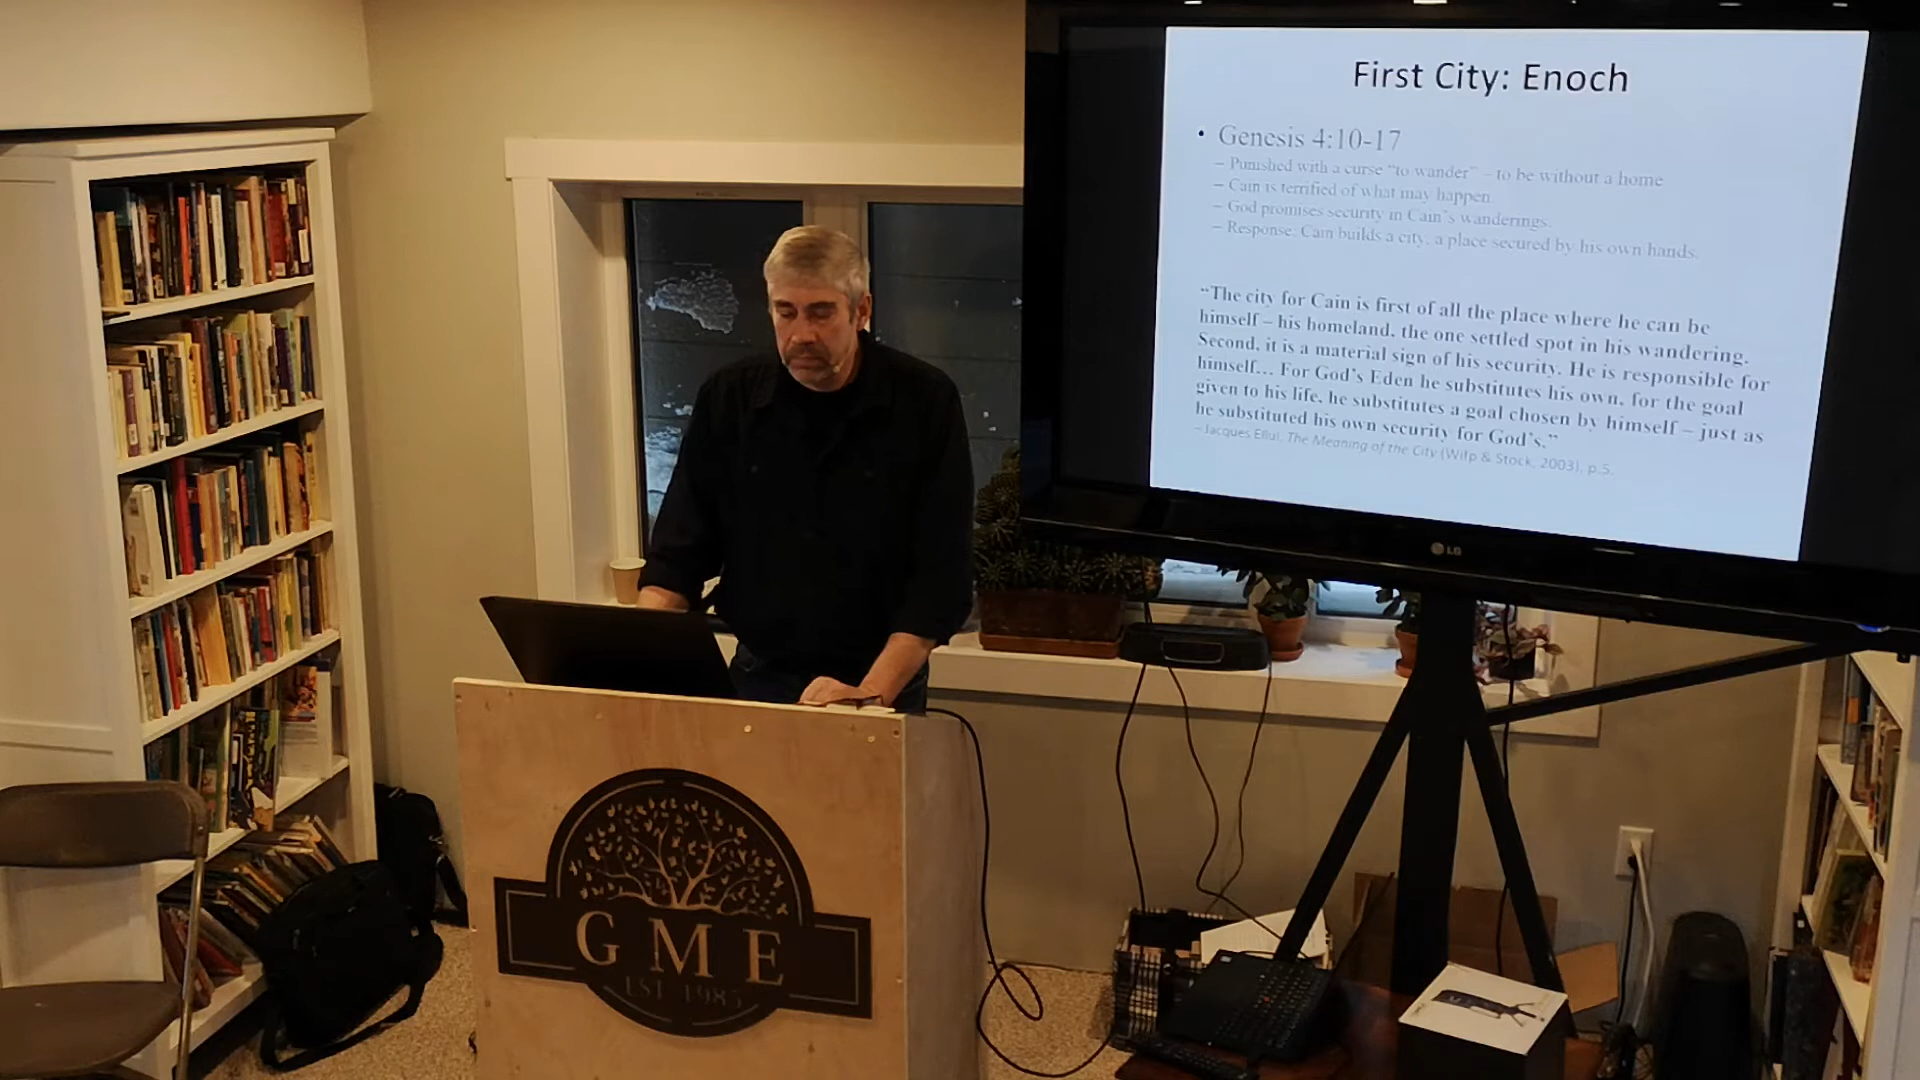 First City: Enoch
• Genesis 4:10-17
– Punished with a curse "to wander" – to be without a home
– Cain is terrified of what may happen.
– God promises security in Cain's wanderings.
– Response: Cain builds a city, a place secured by his own hands.
"The city for Cain is first of all the place where he can be
himself – his homeland, the one settled spot in his wandering.
Second, it is a material sign of his security. He is responsible for
himself... For God's Eden he substitutes his own, for the goal
given to his life, he substitutes a goal chosen by himself – just as
he substituted his own security for God's."
– Jacques Ellul, The Meaning of the City (Wifp & Stock, 2003), p.5.
LG
GME
EST 1985